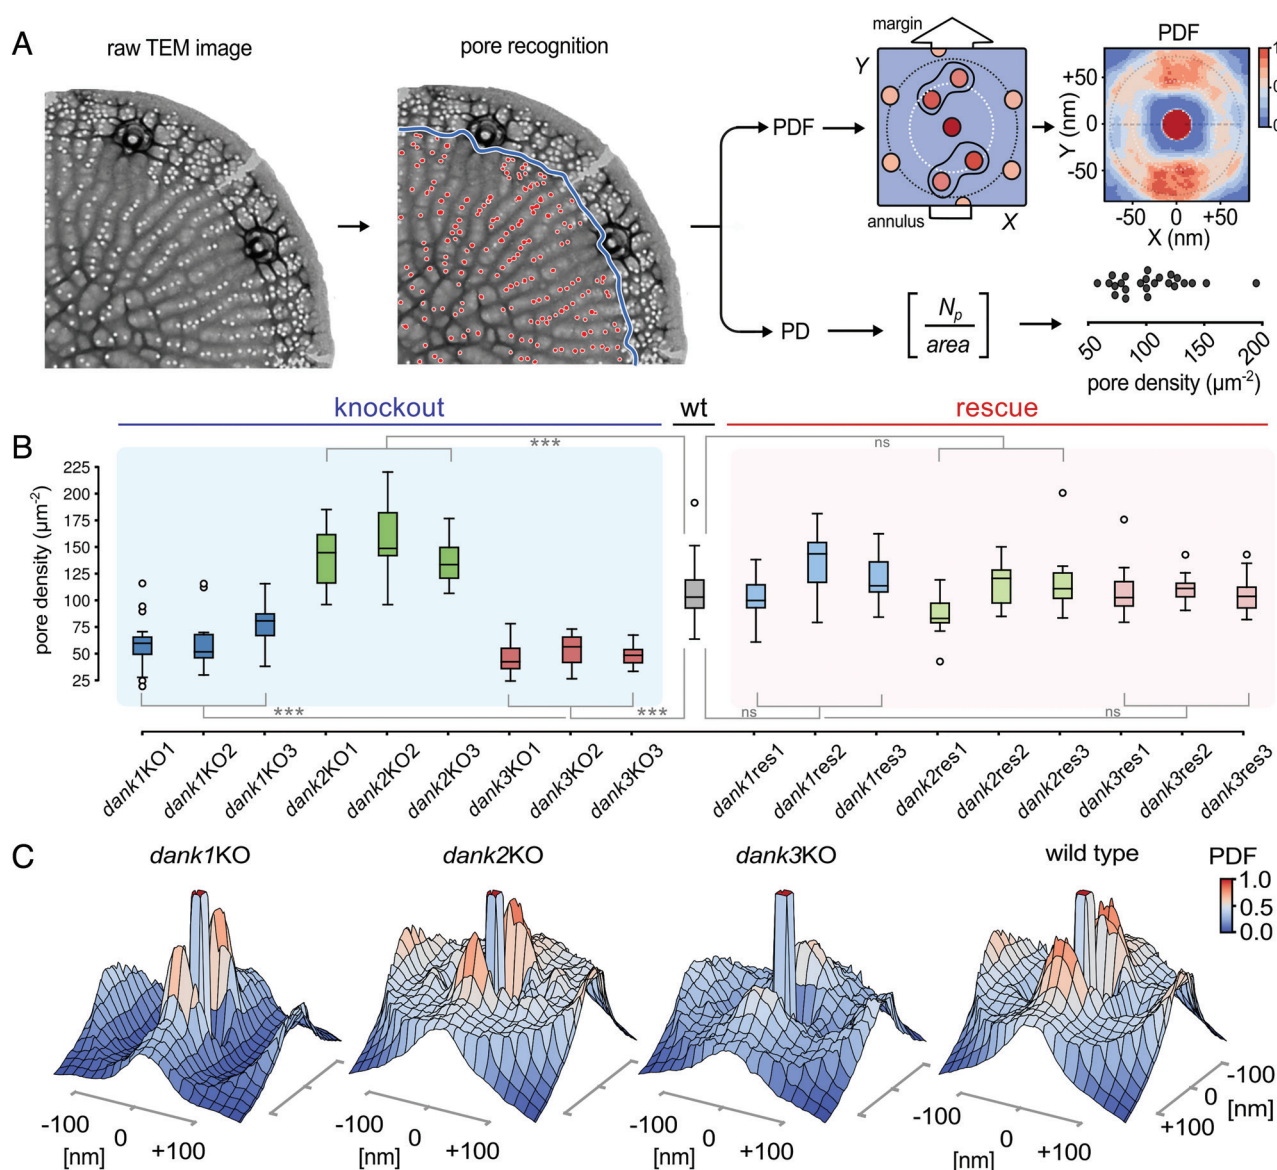 A
raw TEM image
pore recognition
margin
Y
X
annulus
PDF
PD
N_p
area
PDF
+50
0
-50
Y (nm)
-50 0 +50
X (nm)
1
0
0
50 100 150 200
pore density (µm⁻²)
knockout
wt
rescue
B
***
ns
225
200
175
150
125
100
75
50
25
pore density (µm⁻²)
*** *** ns ns
dank1KO1
dank1KO2
dank1KO3
dank2KO1
dank2KO2
dank2KO3
dank3KO1
dank3KO2
dank3KO3
dank1res1
dank1res2
dank1res3
dank2res1
dank2res2
dank2res3
dank3res1
dank3res2
dank3res3
C
dank1KO
dank2KO
dank3KO
wild type
PDF
1.0
0.5
0.0
-100 0 +100
[nm]
-100 0 +100
[nm]
-100 0 +100
[nm]
-100 0 +100
[nm]
-100
0
+100
[nm]